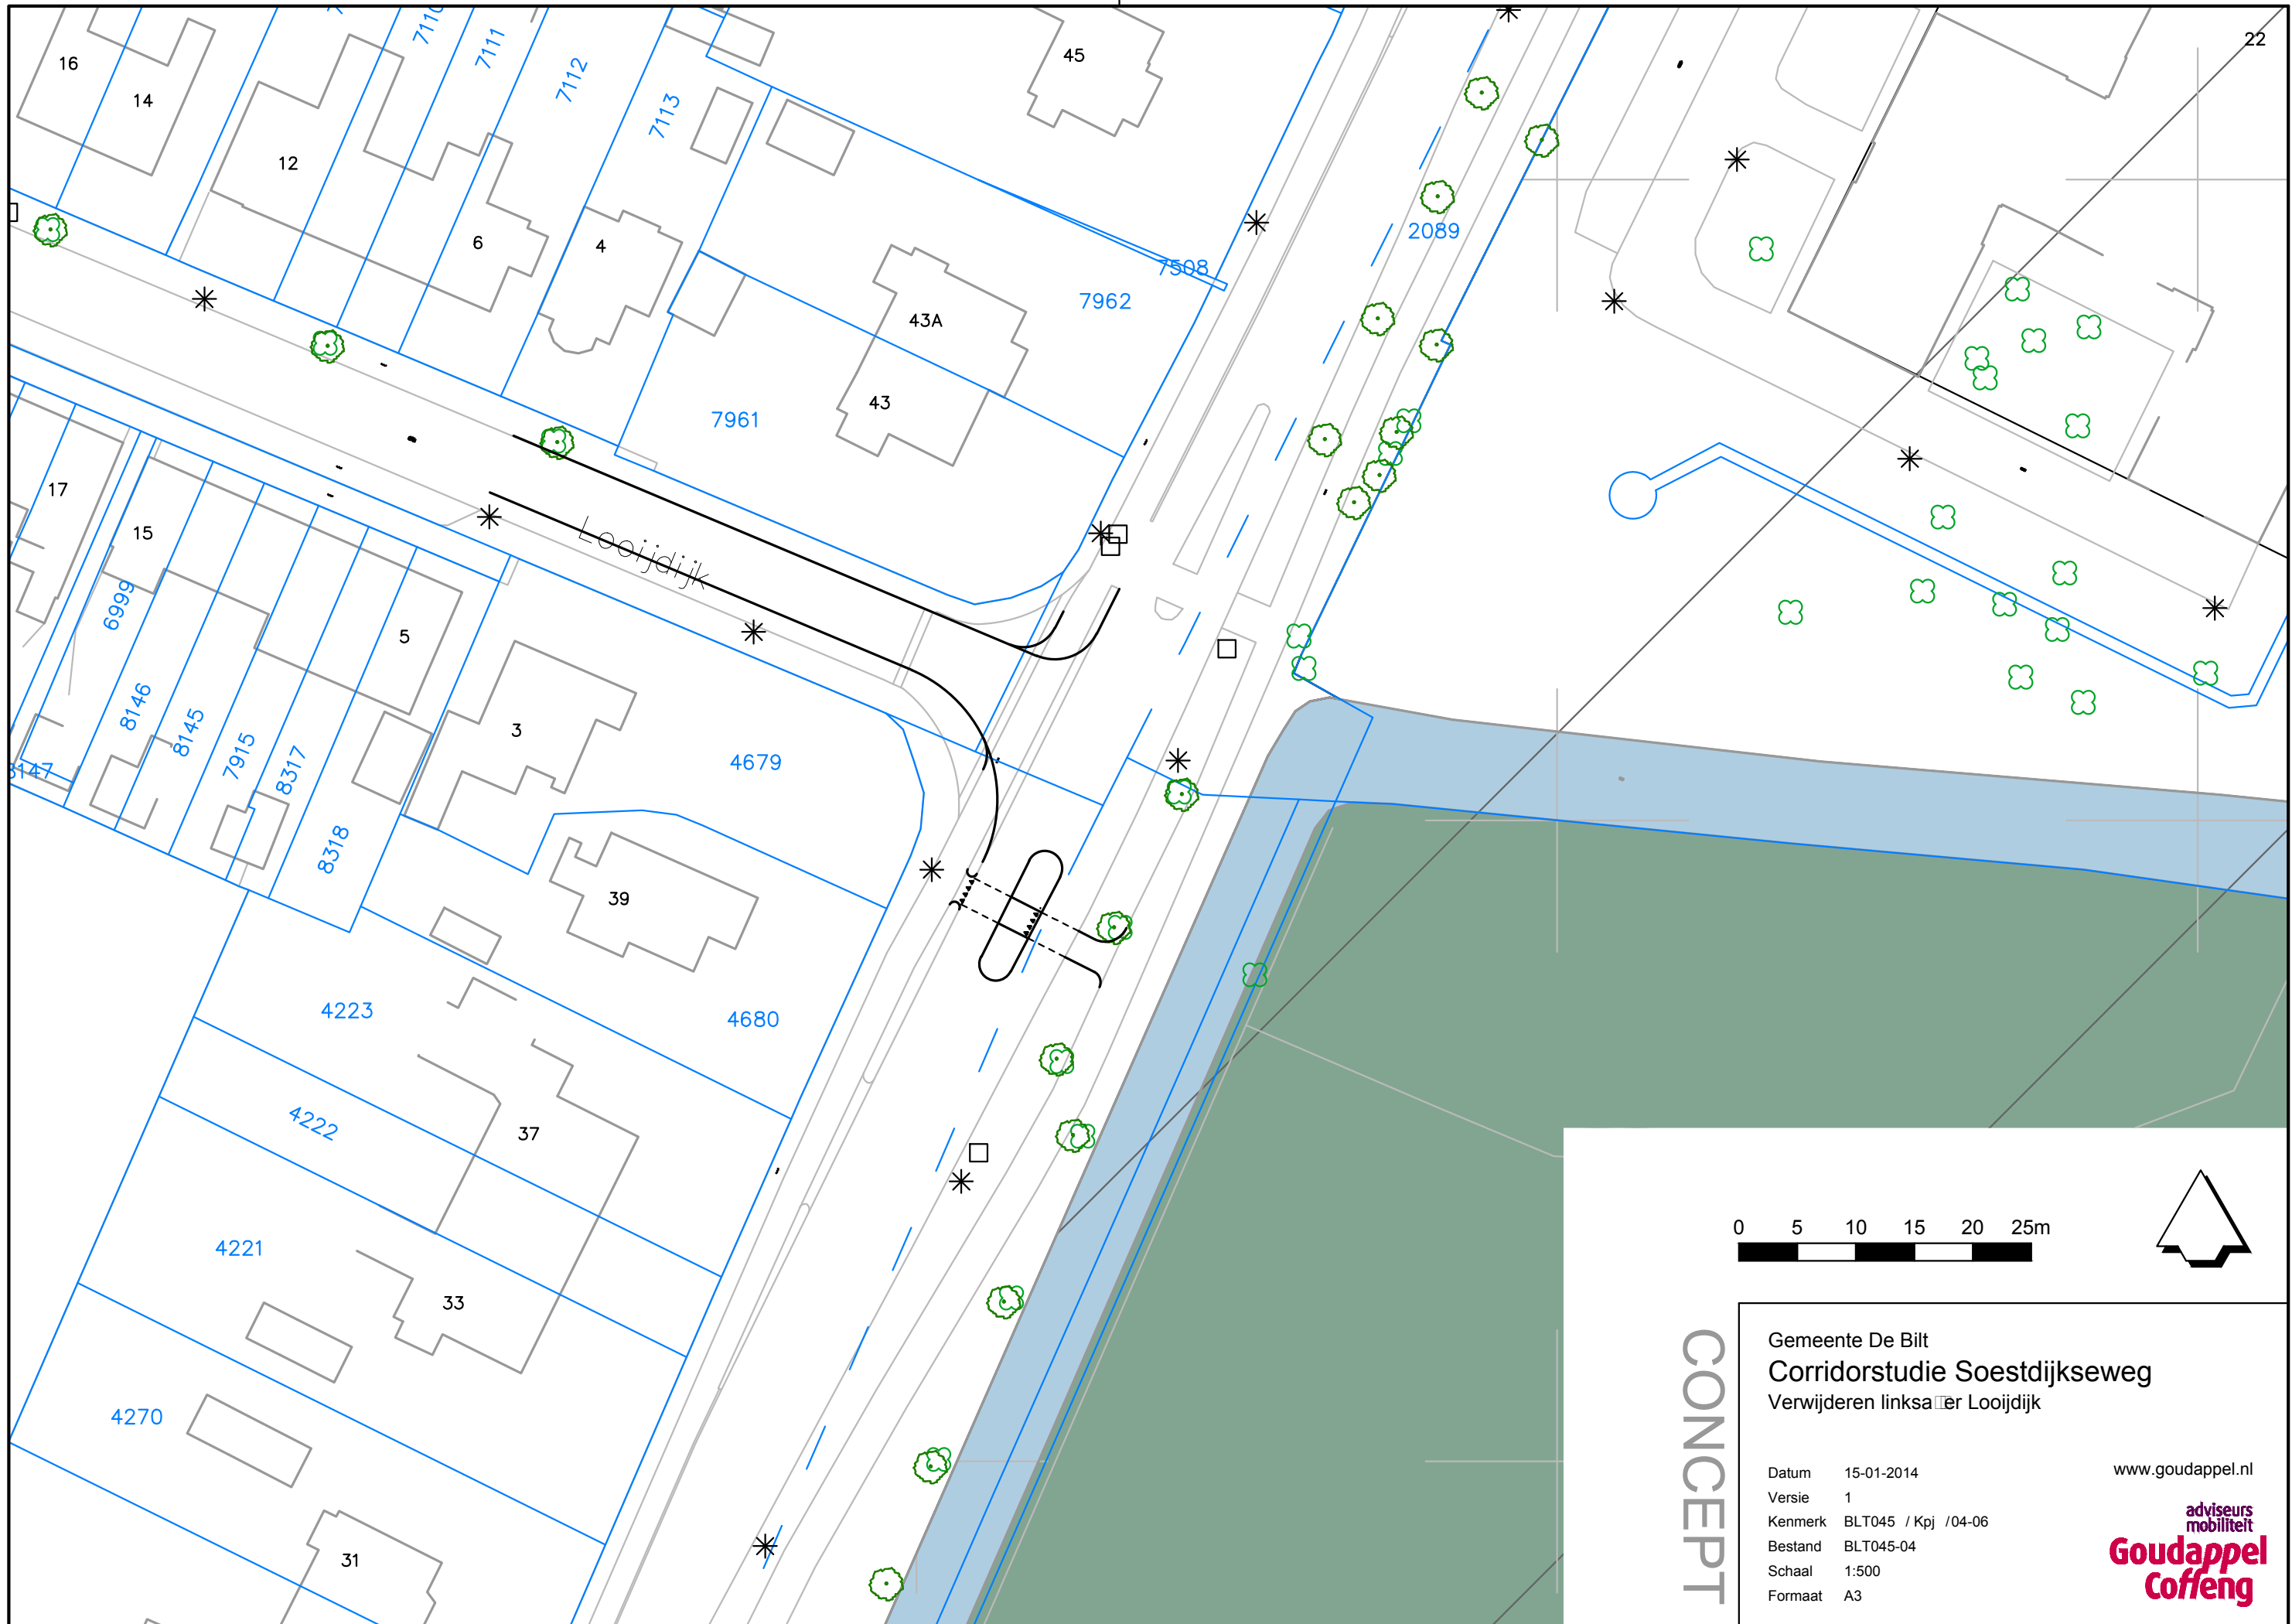 45
22
16
14
7110
7111
7112
7113
12
6
4
2089
7508
7962
43A
43
7961
17
15
Looijdijk
6999
5
8146
8145
7915
8317
8318
3
4679
8147
39
4223
4680
4222
37
4221
33
4270
31
0 5 10 15 20 25m
CONCEPT
Gemeente De Bilt
Corridorstudie Soestdijkseweg
Verwijderen Looijdijk
Datum 15-01-2014
www.goudappel.nl
Versie 1
Kenmerk BLT045 / Kpj /04-06
Bestand BLT045-04
Schaal 1:500
Formaat A3
adviseurs
mobiliteit
Goudappel
Coffeng